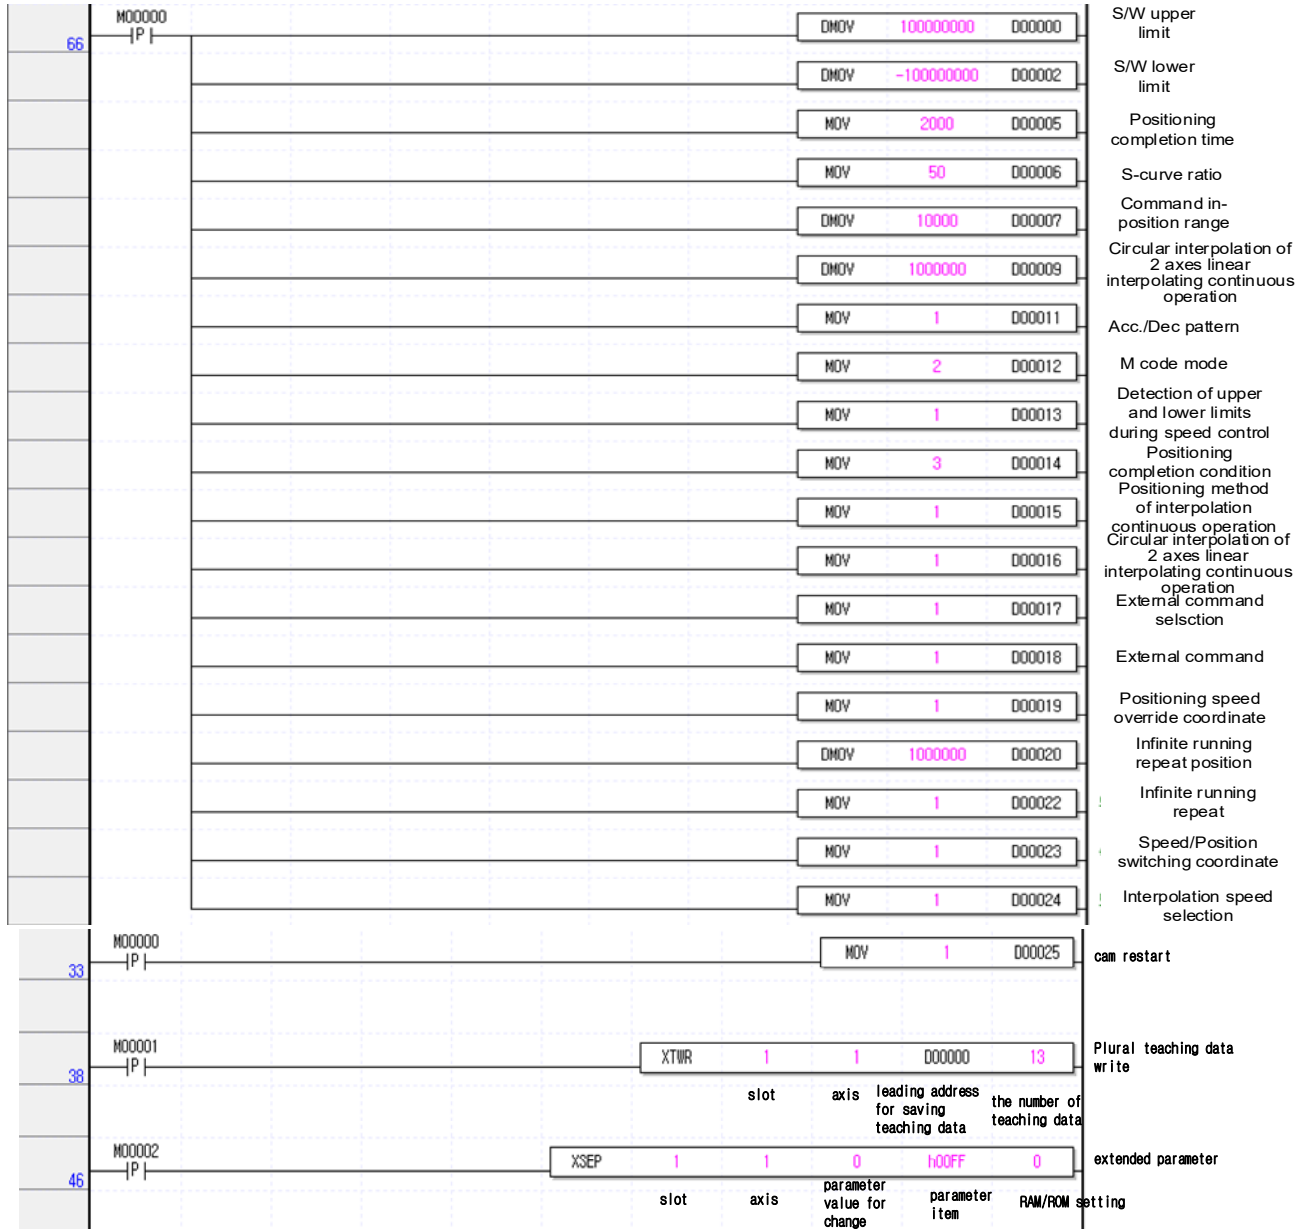 M00000
P
66
DMOV 100000000 D00000
S/W upper
limit
DMOV -100000000 D00002
S/W lower
limit
MOV 2000 D00005
Positioning
completion time
MOV 50 D00006
S-curve ratio
DMOV 10000 D00007
Command in-
position range
DMOV 1000000 D00009
Circular interpolation of
2 axes linear
interpolating continuous
operation
MOV 1 D00011
Acc./Dec pattern
MOV 2 D00012
M code mode
MOV 1 D00013
Detection of upper
and lower limits
during speed control
MOV 3 D00014
Positioning
completion condition
MOV 1 D00015
Positioning method
of interpolation
continuous operation
MOV 1 D00016
Circular interpolation of
2 axes linear
interpolating continuous
operation
MOV 1 D00017
External command
selsction
MOV 1 D00018
External command
MOV 1 D00019
Positioning speed
override coordinate
DMOV 1000000 D00020
Infinite running
repeat position
MOV 1 D00022
Infinite running
repeat
MOV 1 D00023
Speed/Position
switching coordinate
MOV 1 D00024
Interpolation speed
selection
M00000
P
33
MOV 1 D00025
cam restart
M00001
P
38
XTWR 1 1 D00000 13
Plural teaching data
write
slot
axis
leading address
for saving
teaching data
the number of
teaching data
M00002
P
46
XSEP 1 1 0 h00FF 0
extended parameter
slot
axis
parameter
value for
change
parameter
item
RAM/ROM setting